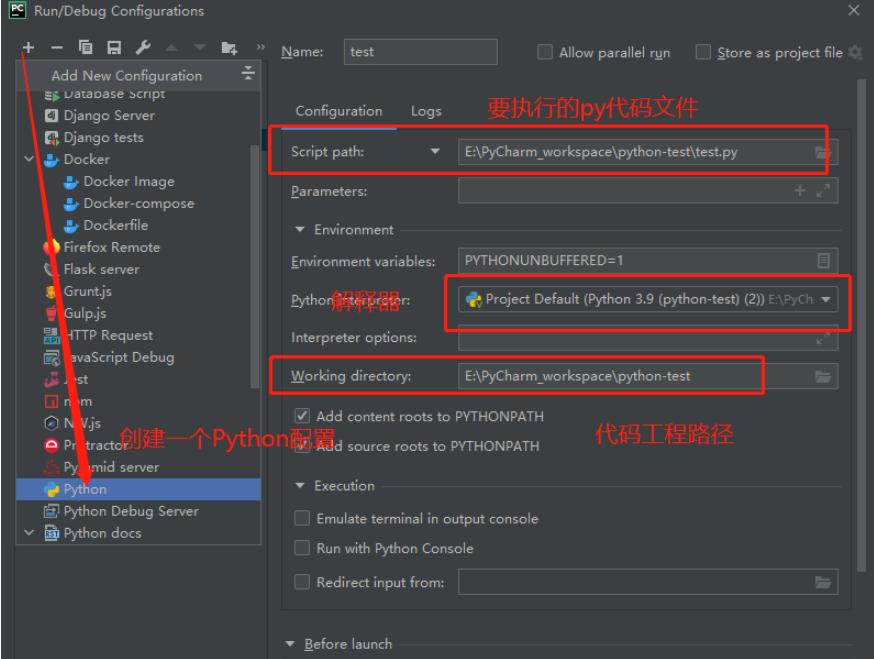 Run/Debug Configurations
Name: test
Allow parallel run
Store as project file
Add New Configuration
Database Script
Django Server
Django tests
Docker
Docker Image
Docker-compose
Dockerfile
Firefox Remote
Flask server
Grunt.js
Gulp.js
HTTP Request
JavaScript Debug
Jest
npm
NW.js
Protractor
Pyramid server
Python
Python Debug Server
Python docs
创建一个Python配置
Configuration Logs
要执行的py代码文件
Script path: E:\PyCharm_workspace\python-test\test.py
Parameters:
Environment
Environment variables: PYTHONUNBUFFERED=1
Python interpreter: Project Default (Python 3.9 (python-test) (2)) E:\PyCh
解释器
Interpreter options:
Working directory: E:\PyCharm_workspace\python-test
Add content roots to PYTHONPATH
代码工程路径
Add source roots to PYTHONPATH
Execution
Emulate terminal in output console
Run with Python Console
Redirect input from:
Before launch